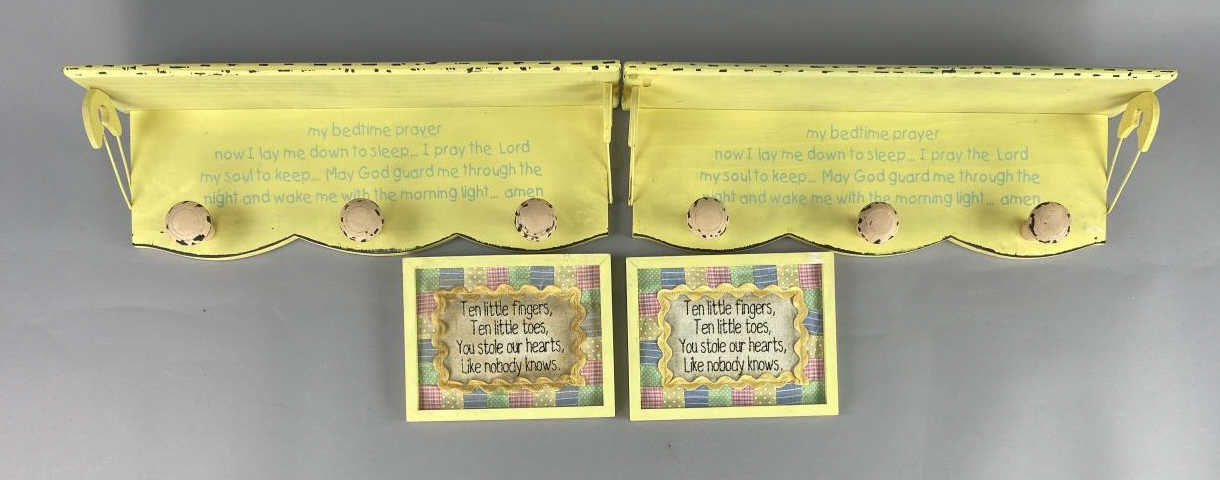 my bedtime prayer
now I lay me down to sleep... I pray the Lord
my soul to keep... May God guard me through the
night and wake me with the morning light... amen
my bedtime prayer
now I lay me down to sleep... I pray the Lord
my soul to keep... May God guard me through the
night and wake me with the morning light... amen
Ten little fingers,
Ten little toes,
You stole our hearts,
Like nobody knows.
Ten little fingers,
Ten little toes,
You stole our hearts,
Like nobody knows.